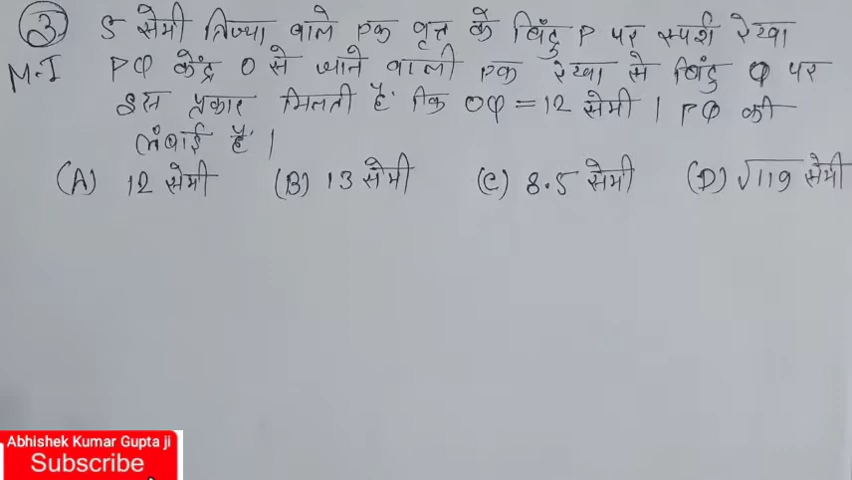 ③ 5 सेमी त्रिज्या वाले एक वृत्त के बिंदु P पर स्पर्श रेखा
M.I PQ केंद्र O से जाने वाली एक रेखा से बिंदु Q पर
इस प्रकार मिलती है कि OQ = 12 सेमी | PQ की
लंबाई है |
(A) 12 सेमी (B) 13 सेमी (C) 8.5 सेमी (D) √119 सेमी
Abhishek Kumar Gupta ji
Subscribe